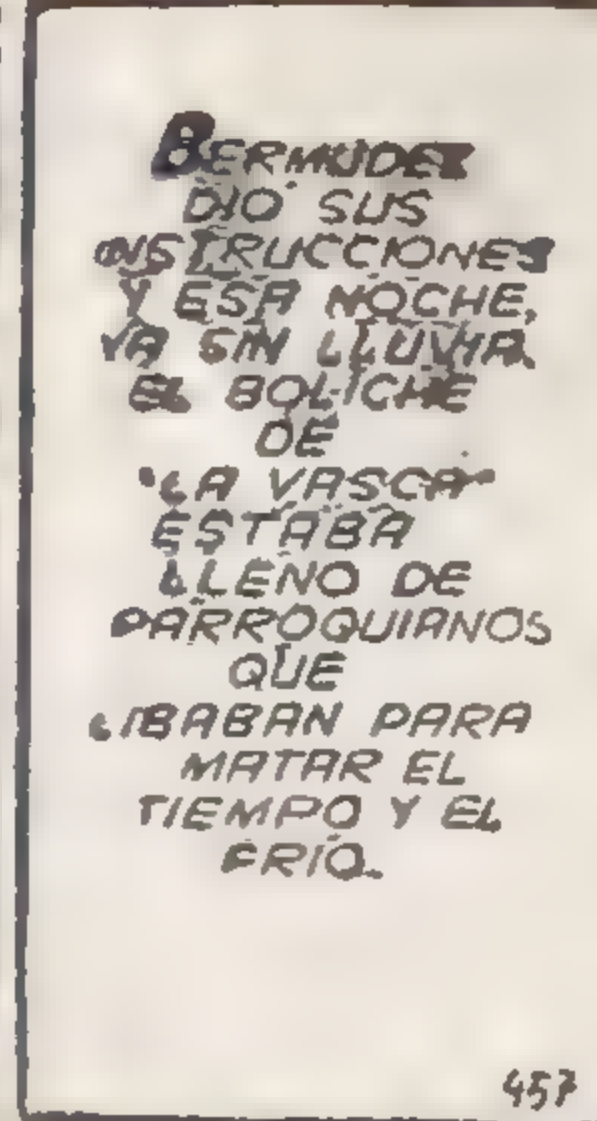 BERMUDEZ
DIO SUS
INSTRUCCIONES
Y ESA NOCHE,
YA SIN LLUVIA,
EL BOLICHE
DE
"LA VASCA"
ESTABA
LLENO DE
PARROQUIANOS
QUE
LIBABAN PARA
MATAR EL
TIEMPO Y EL
FRÍO.
457